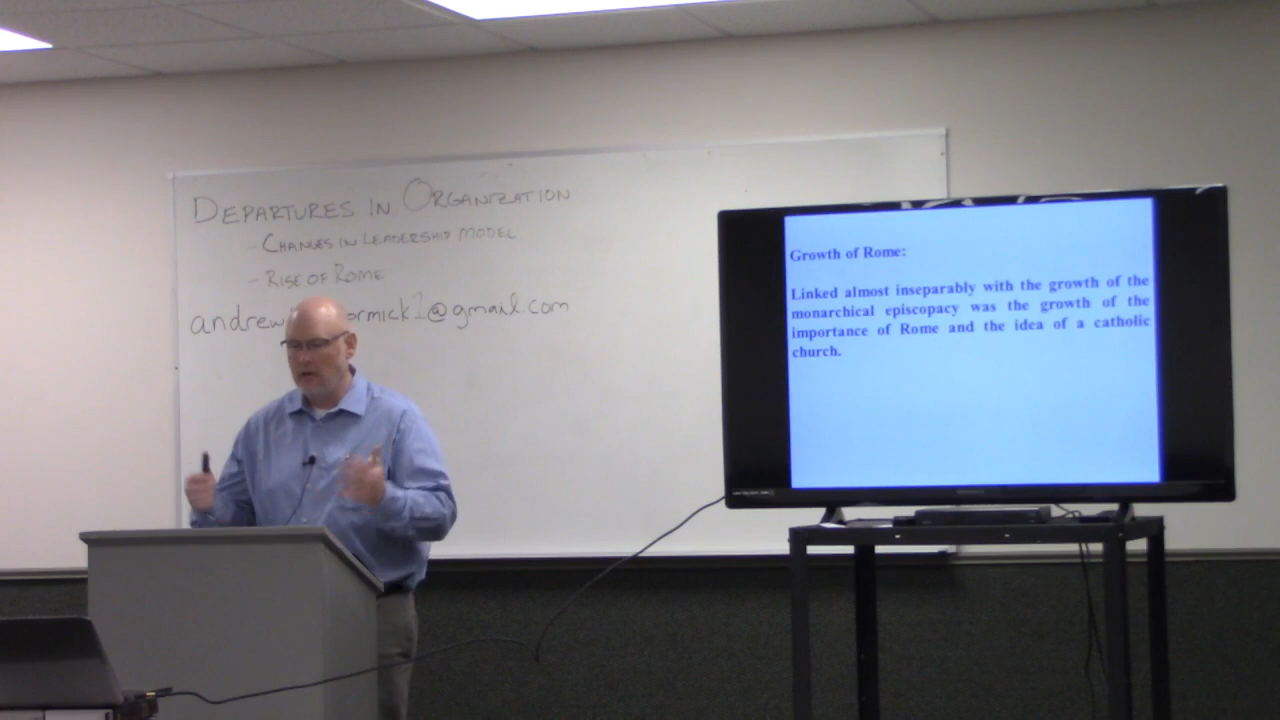 DEPARTURES IN ORGANIZATION
- CHANGES IN LEADERSHIP MODEL
- RISE OF ROME
andrew ormick1@gmail.com
Growth of Rome:
Linked almost inseparably with the growth of the
monarchical episcopacy was the growth of the
importance of Rome and the idea of a catholic
church.